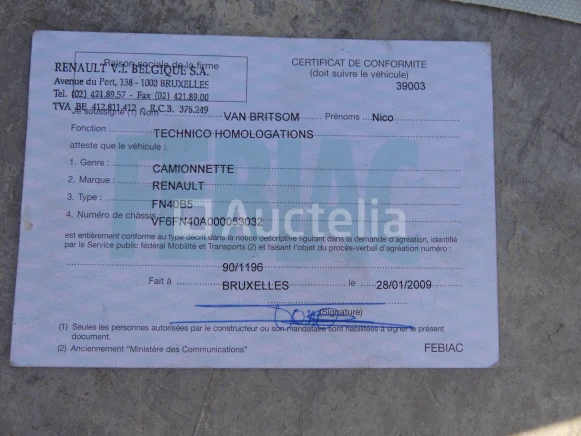 Raison sociale de la firme
RENAULT V.I. BELGIQUE S.A.
Avenue du Port, 138 - 1000 BRUXELLES
Tel. (02) 421.89.57 - Fax (02) 421.89.00
TVA BE 412.811.412 - R.C.B. 376.249
CERTIFICAT DE CONFORMITE
(doit suivre le véhicule)
39003
Je soussigné (1) Nom VAN BRITSOM Prénoms Nico
Fonction TECHNICO HOMOLOGATIONS
atteste que le véhicule :
1. Genre : CAMIONNETTE
2. Marque : RENAULT
3. Type : FN40B5
4. Numéro de châssis VF6FN40A000053032
Auctelia
FEBIAC
est entièrement conforme au type décrit dans la notice descriptive figurant dans la demande d'agréation, identifié
par le Service public fédéral Mobilité et Transports (2) et faisant l'objet du procès-verbal d'agréation numéro :
90/1196
Fait à BRUXELLES le 28/01/2009
(Signature)
(1) Seules les personnes autorisées par le constructeur ou son mandataire sont habilitées à signer le présent
document.
(2) Anciennement "Ministère des Communications"
FEBIAC